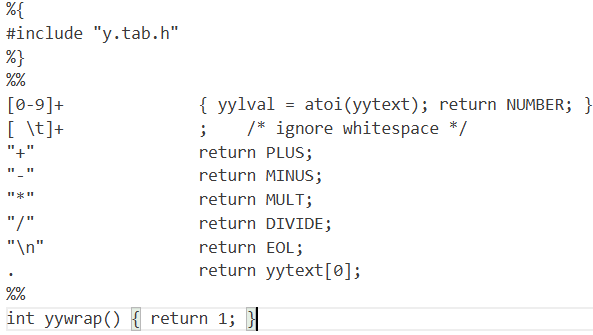 %{
#include "y.tab.h"
%}
%%
[0-9]+ { yylval = atoi(yytext); return NUMBER; }
[ \t]+ ; /* ignore whitespace */
"+" return PLUS;
"-" return MINUS;
"*" return MULT;
"/" return DIVIDE;
"\n" return EOL;
. return yytext[0];
%%
int yywrap() { return 1; }